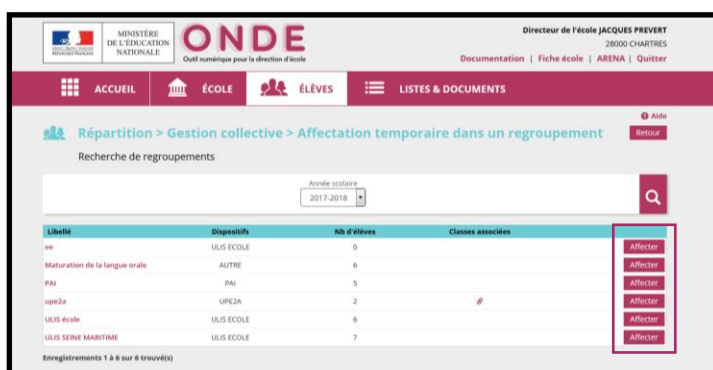 MINISTÈRE
DE L'ÉDUCATION
NATIONALE
ONDE
Outil numérique pour la direction d'école
Directeur de l'école JACQUES PREVERT
28000 CHARTRES
Documentation | Fiche école | ARENA | Quitter
ACCUEIL ÉCOLE ÉLÈVES LISTES & DOCUMENTS
Aide
Répartition > Gestion collective > Affectation temporaire dans un regroupement Retour
Recherche de regroupements
Année scolaire
2017-2018
Libellé Dispositifs Nb d'élèves Classes associées
ee ULIS ECOLE 0 Affecter
Maturation de la langue orale AUTRE 6 Affecter
PAI PAI 5 Affecter
upe2a UPE2A 2 Affecter
ULIS école ULIS ECOLE 6 Affecter
ULIS SEINE MARITIME ULIS ECOLE 7 Affecter
Enregistrements 1 à 6 sur 6 trouvé(s)